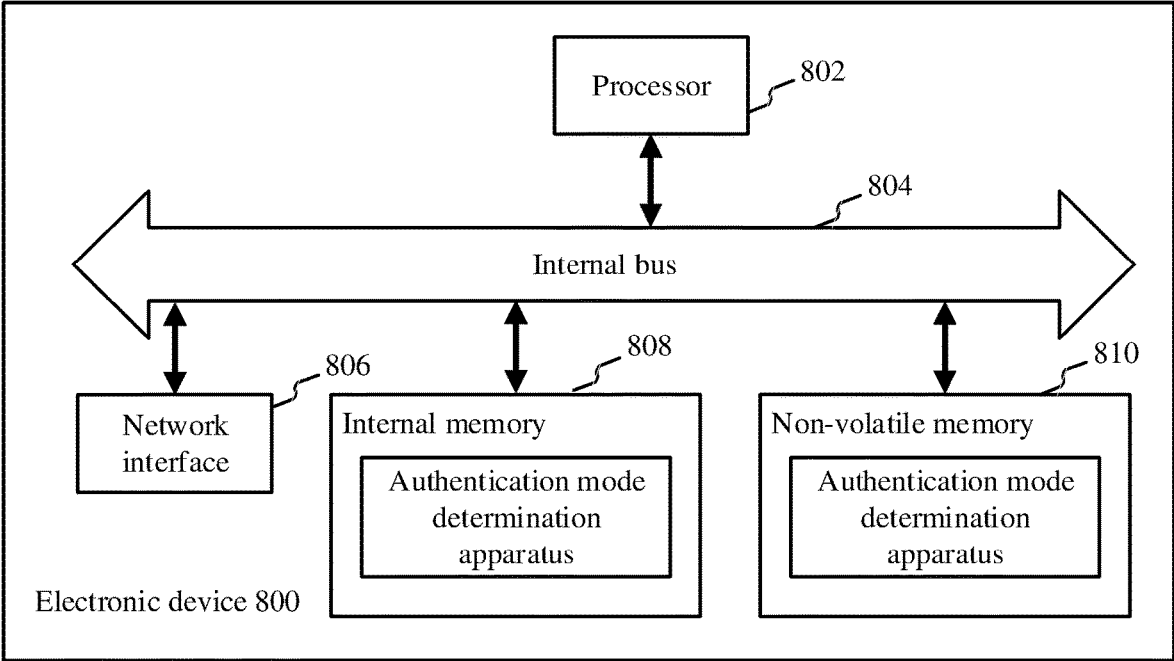 Processor
802
804
Internal bus
806
808
810
Network
interface
Internal memory
Authentication mode
determination
apparatus
Non-volatile memory
Authentication mode
determination
apparatus
Electronic device 800